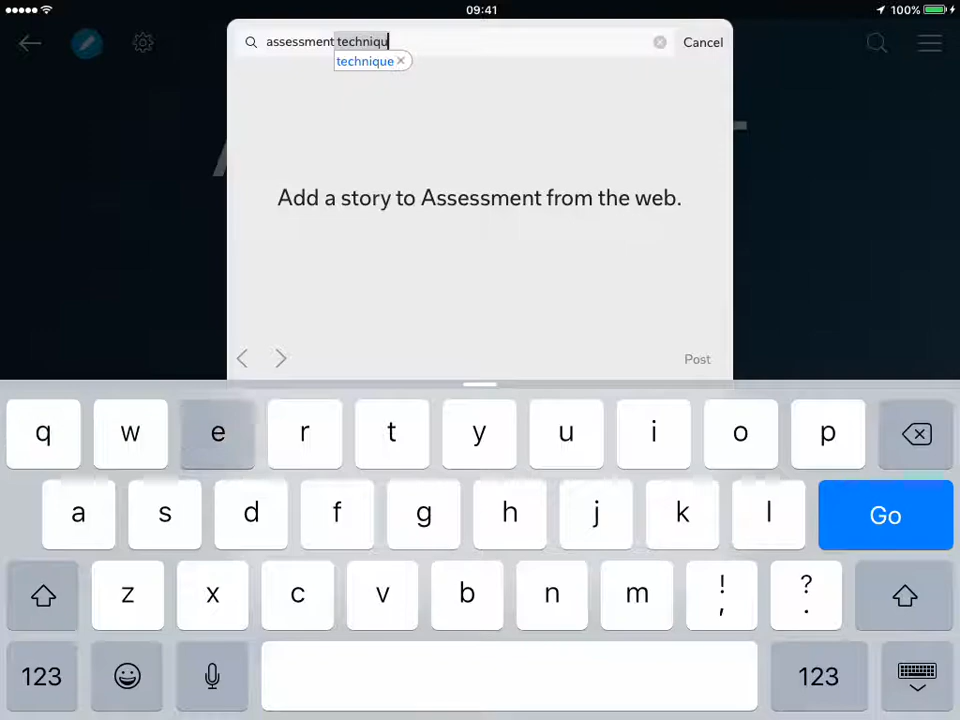 09:41
100%
assessment techniqu
Cancel
technique
Add a story to Assessment from the web.
Post
q w e r t y u i o p
a s d f g h j k l Go
z x c v b n m ! , ? .
123 123